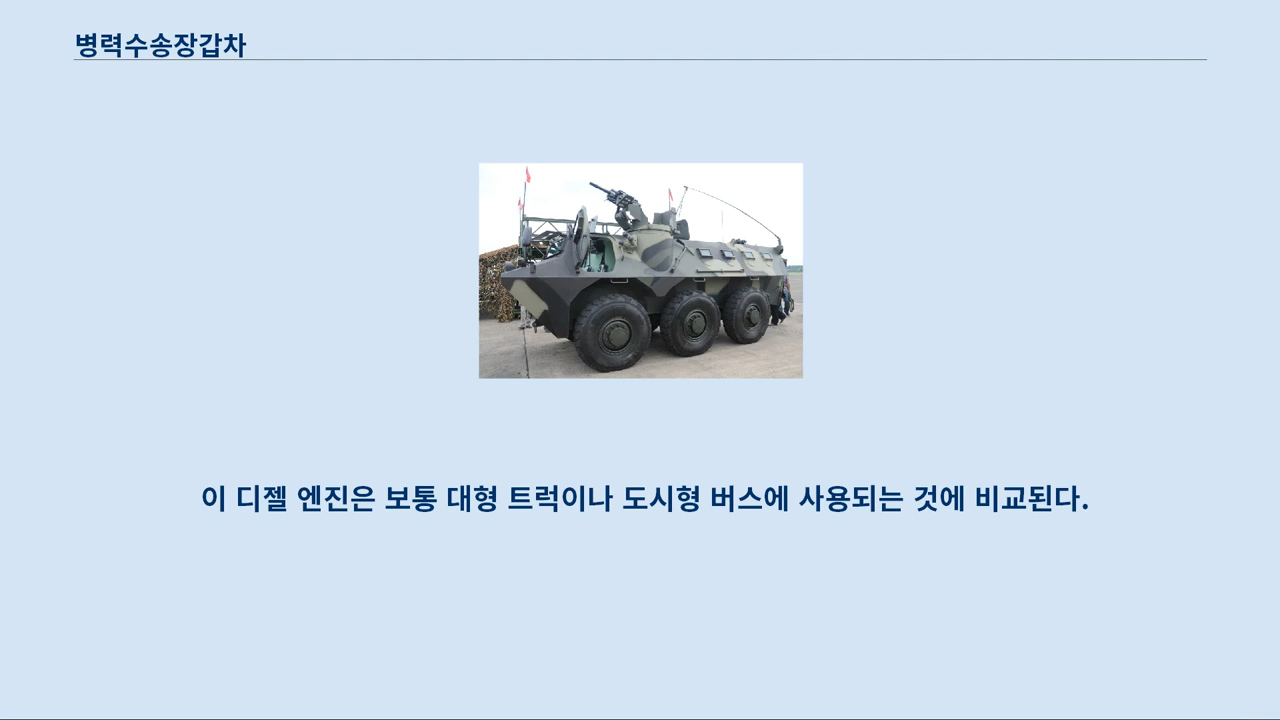 병력수송장갑차
이 디젤 엔진은 보통 대형 트럭이나 도시형 버스에 사용되는 것에 비교된다.